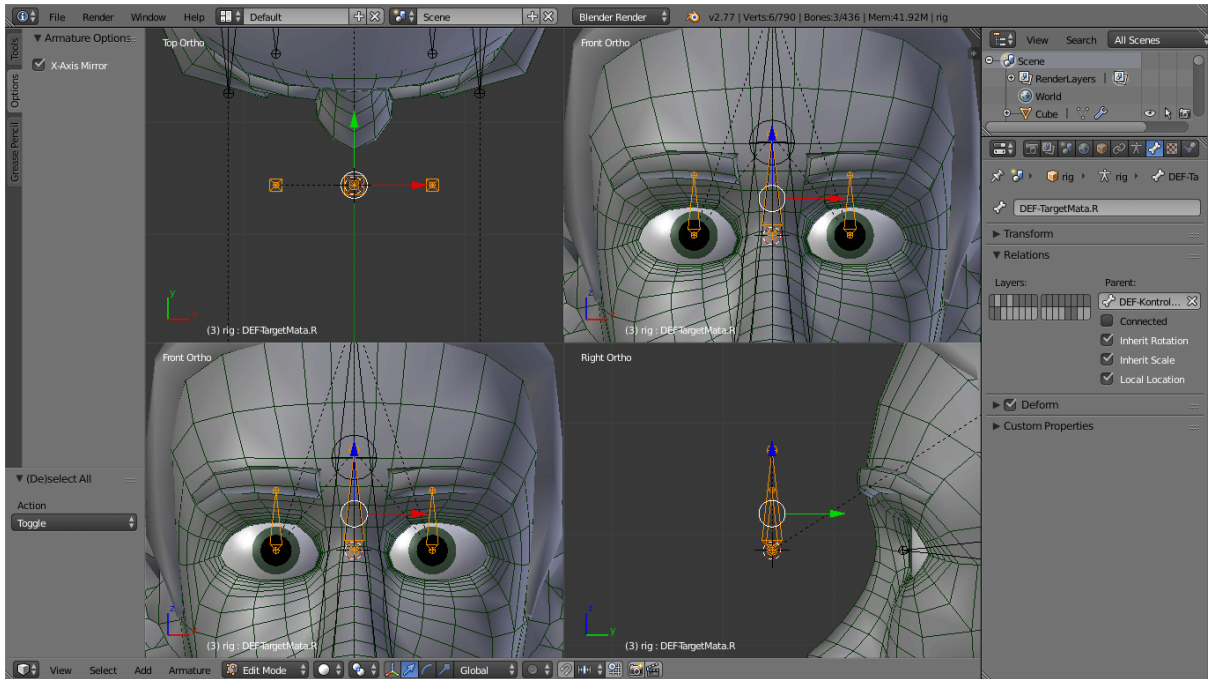 File Render Window Help Default Scene Blender Render v2.77 | Verts:6/790 | Bones:3/436 | Mem:41.92M | rig
Tools
Options
Grease Pencil
Armature Options
X-Axis Mirror
(De)select All
Action
Toggle
Top Ortho
y
x
(3) rig : DEF-TargetMata.R
Front Ortho
z
x
(3) rig : DEF-TargetMata.R
Front Ortho
z
x
(3) rig : DEF-TargetMata.R
Right Ortho
z
y
(3) rig : DEF-TargetMata.R
View Select Add Armature Edit Mode Global
View Search All Scenes
Scene
RenderLayers |
World
Cube |
rig rig DEF-Ta
DEF-TargetMata.R
Transform
Relations
Layers: Parent:
DEF-Kontrol...
Connected
Inherit Rotation
Inherit Scale
Local Location
Deform
Custom Properties